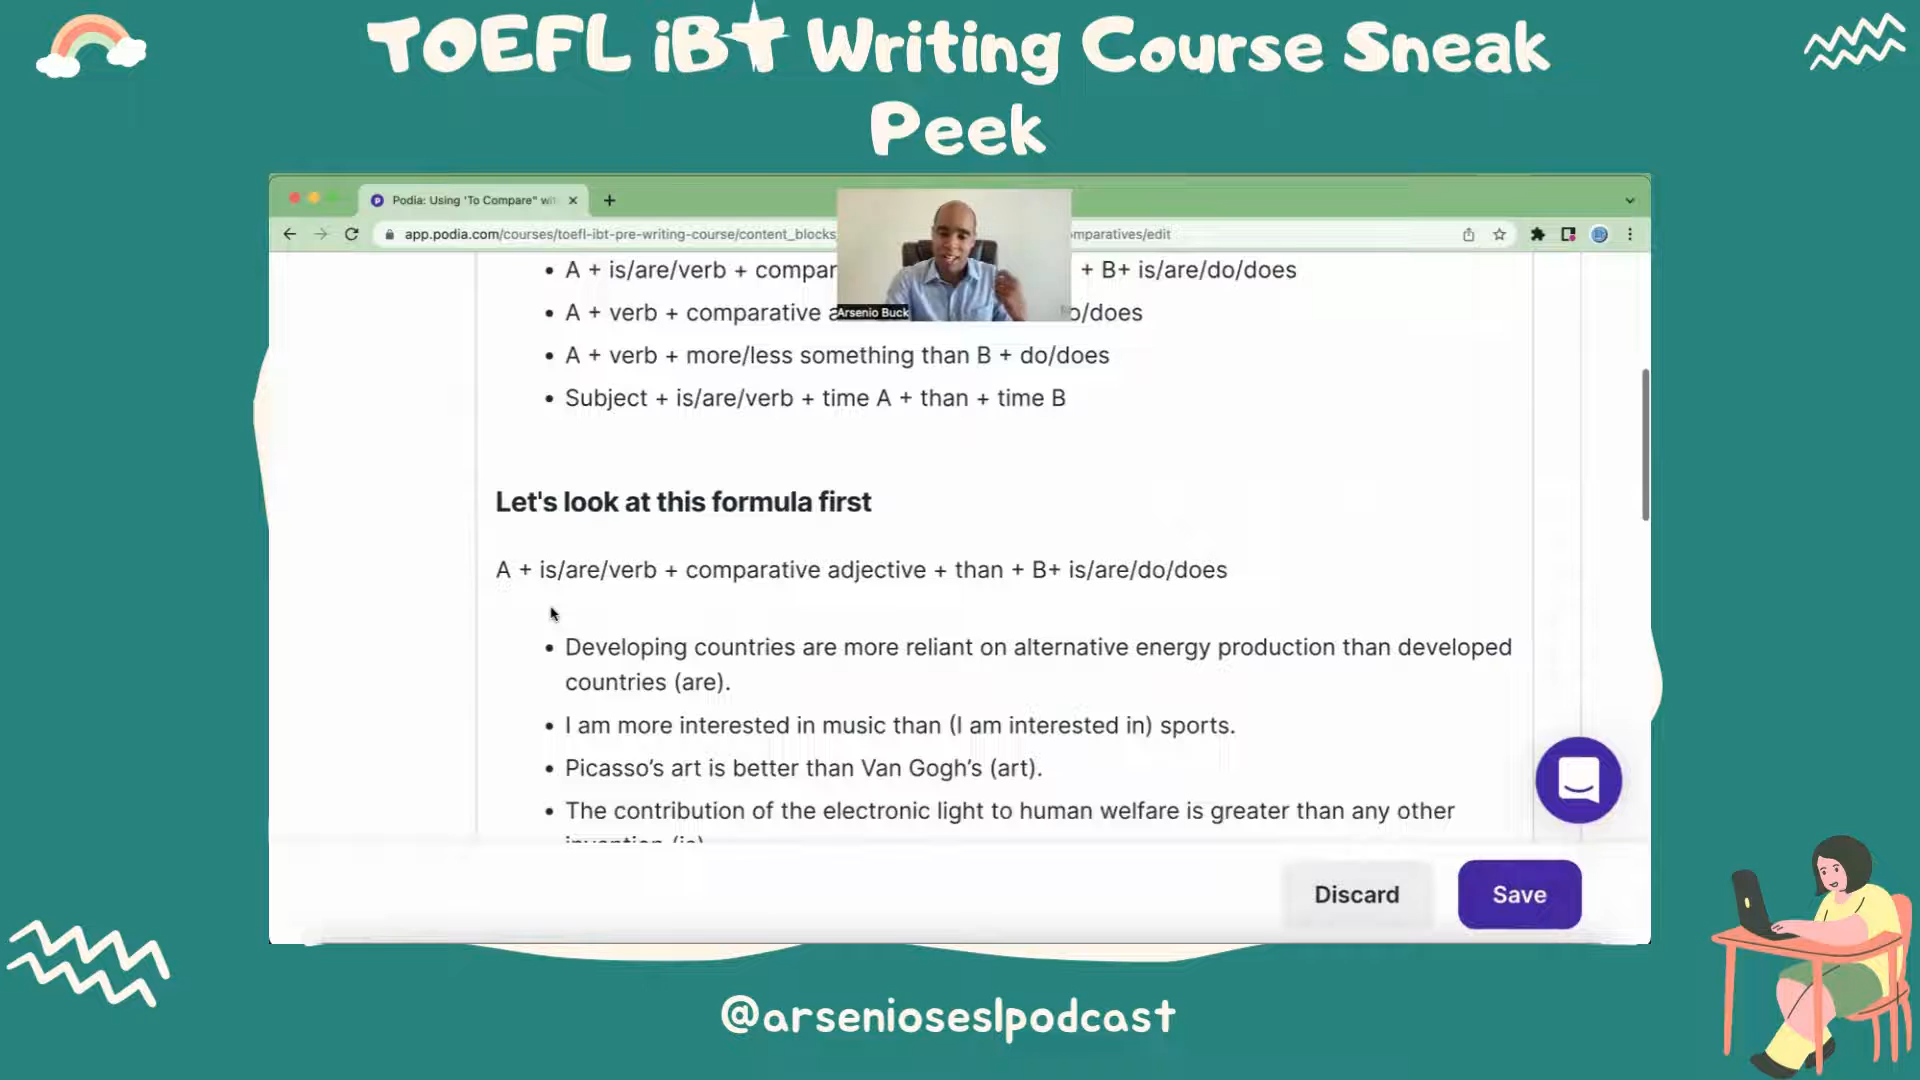 TOEFL iBT Writing Course Sneak
Peek
Podia: Using 'To Compare" wit
app.podia.com/courses/toefl-ibt-pre-writing-course/content_blocks
mparatives/edit
• A + is/are/verb + compar + B+ is/are/do/does
• A + verb + comparative a o/does
Arsenio Buck
• A + verb + more/less something than B + do/does
• Subject + is/are/verb + time A + than + time B
Let's look at this formula first
A + is/are/verb + comparative adjective + than + B+ is/are/do/does
• Developing countries are more reliant on alternative energy production than developed
countries (are).
• I am more interested in music than (I am interested in) sports.
• Picasso's art is better than Van Gogh's (art).
• The contribution of the electronic light to human welfare is greater than any other
invention (is)
Discard
Save
@arsenioseslpodcast